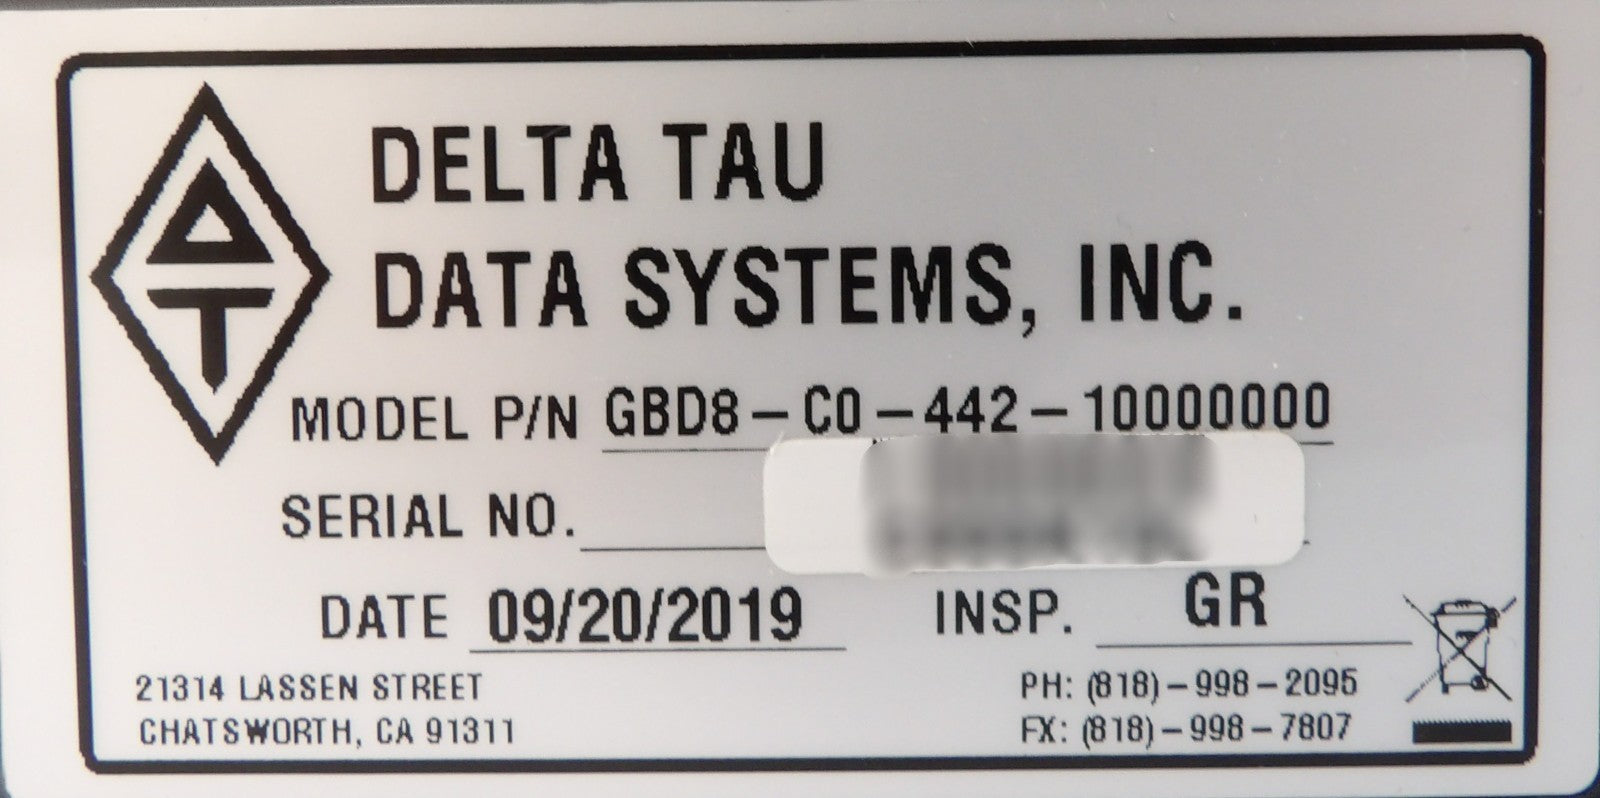 DELTA TAU
DATA SYSTEMS, INC.
MODEL P/N GBD8-C0-442-10000000
SERIAL NO.
DATE 09/20/2019 INSP. GR
21314 LASSEN STREET
CHATSWORTH, CA 91311
PH: (818)-998-2095
FX: (818)-998-7807